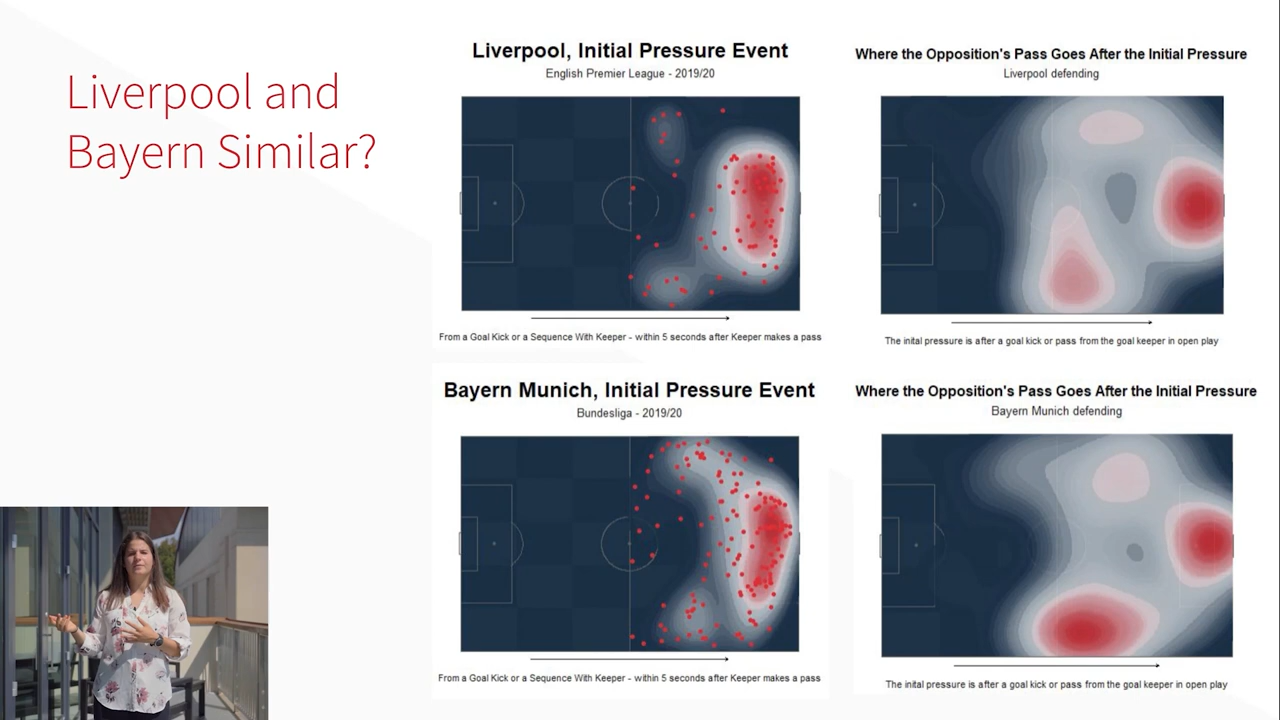 Liverpool and
Bayern Similar?
Liverpool, Initial Pressure Event
English Premier League - 2019/20
From a Goal Kick or a Sequence With Keeper - within 5 seconds after Keeper makes a pass
Where the Opposition's Pass Goes After the Initial Pressure
Liverpool defending
The inital pressure is after a goal kick or pass from the goal keeper in open play
Bayern Munich, Initial Pressure Event
Bundesliga - 2019/20
From a Goal Kick or a Sequence With Keeper - within 5 seconds after Keeper makes a pass
Where the Opposition's Pass Goes After the Initial Pressure
Bayern Munich defending
The inital pressure is after a goal kick or pass from the goal keeper in open play